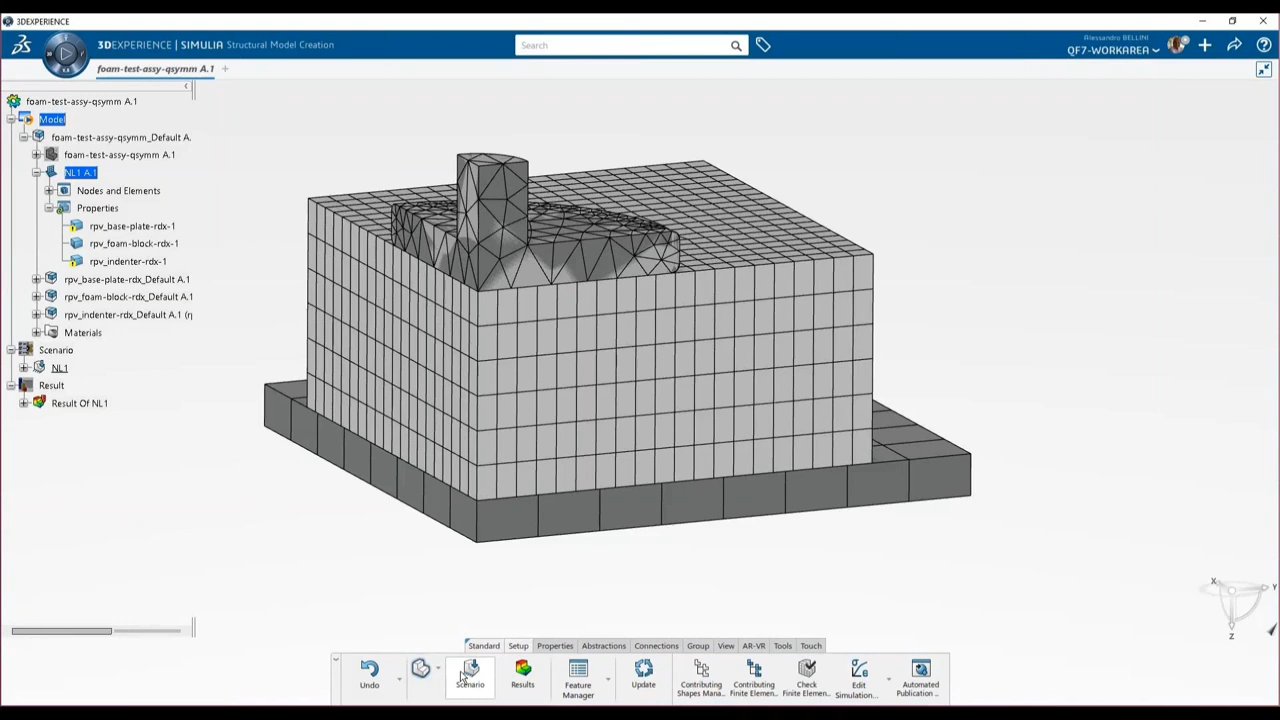 3DEXPERIENCE
3DEXPERIENCE | SIMULIA Structural Model Creation
Search
Alessandro BELLINI
QF7-WORKAREA
foam-test-assy-qsymm A.1
foam-test-assy-qsymm A.1
Model
foam-test-assy-qsymm_Default A.
foam-test-assy-qsymm A.1
NL1 A.1
Nodes and Elements
Properties
rpv_base-plate-rdx-1
rpv_foam-block-rdx-1
rpv_indenter-rdx-1
rpv_base-plate-rdx_Default A.1
rpv_foam-block-rdx_Default A.1
rpv_indenter-rdx_Default A.1 (r
Materials
Scenario
NL1
Result
Result Of NL1
X
Y
Z
Standard Setup Properties Abstractions Connections Group View AR-VR Tools Touch
Undo
Scenario
Results
Feature Manager
Update
Contributing Shapes Mana...
Contributing Finite Elemen...
Check Finite Elemen...
Edit Simulation...
Automated Publication ...